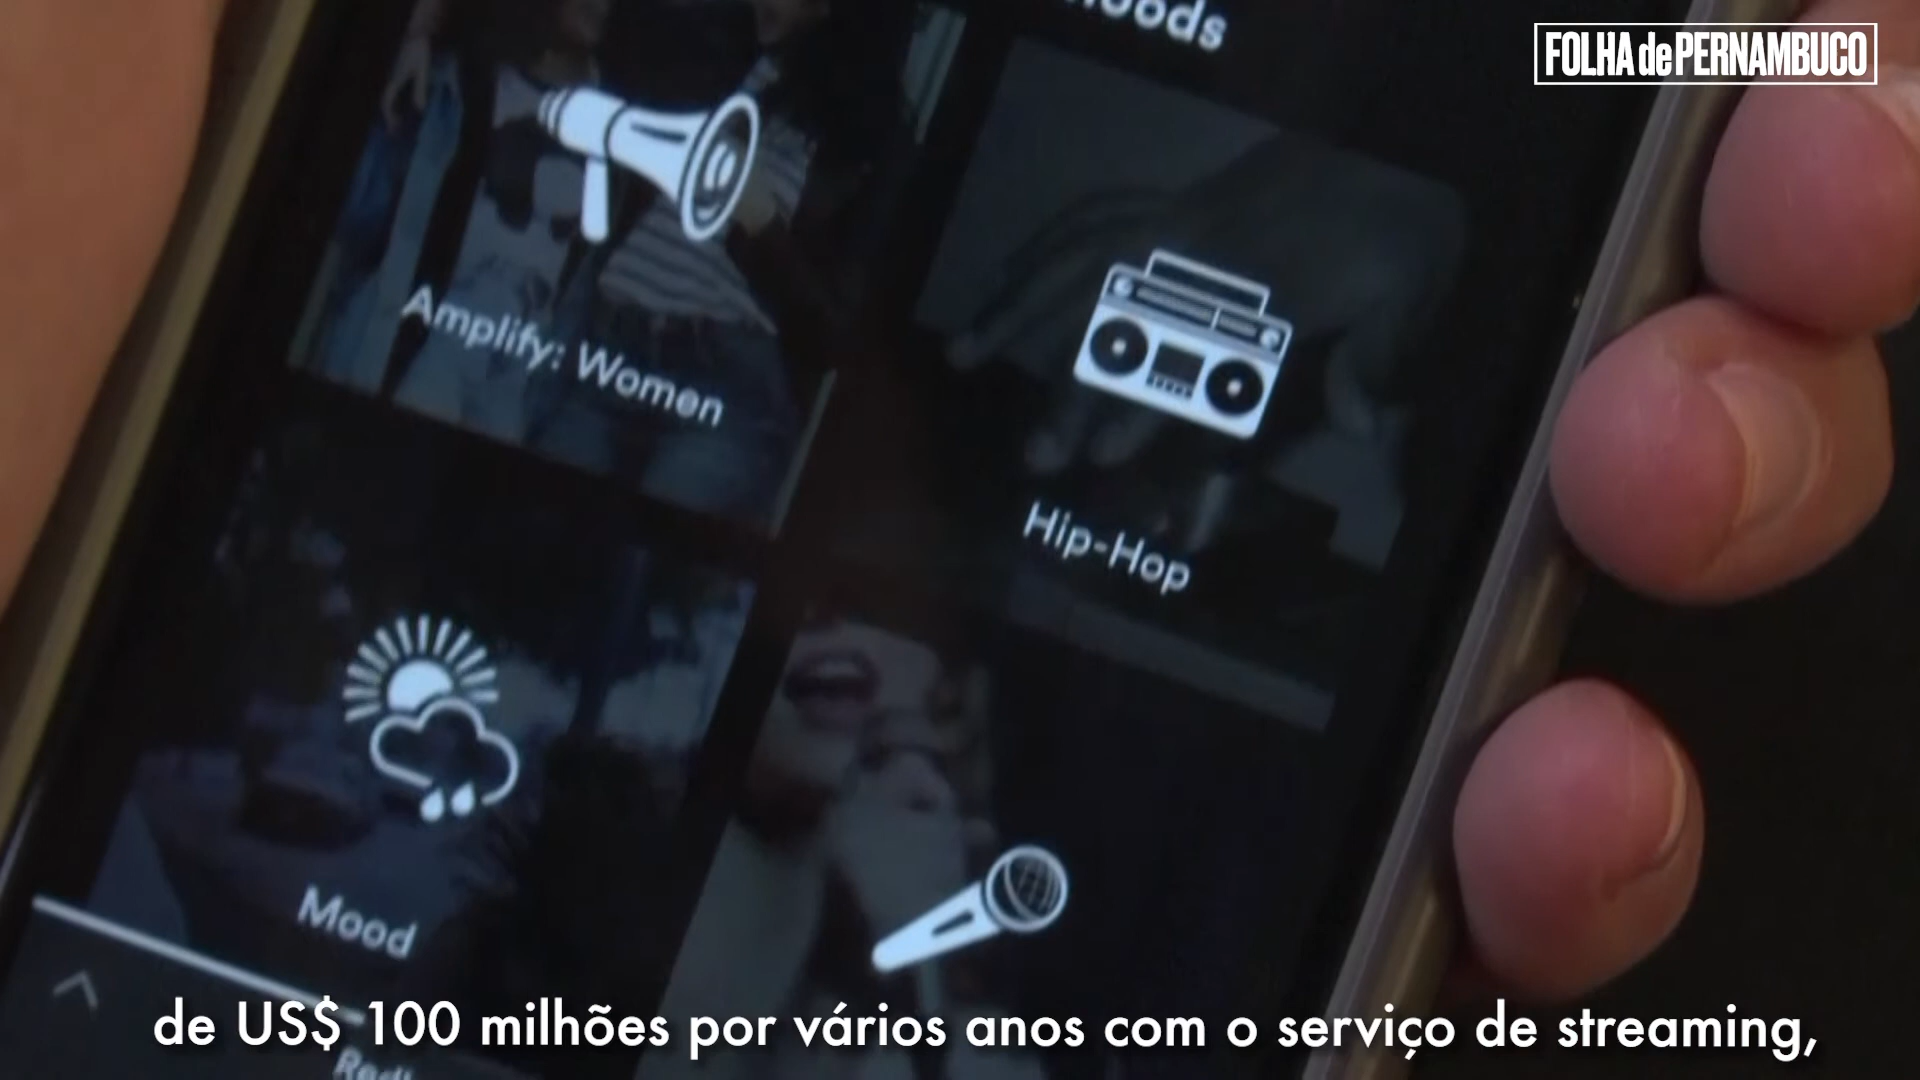 FOLHA de PERNAMBUCO
Amplify: Women
Hip-Hop
Mood
de US$ 100 milhões por vários anos com o serviço de streaming,